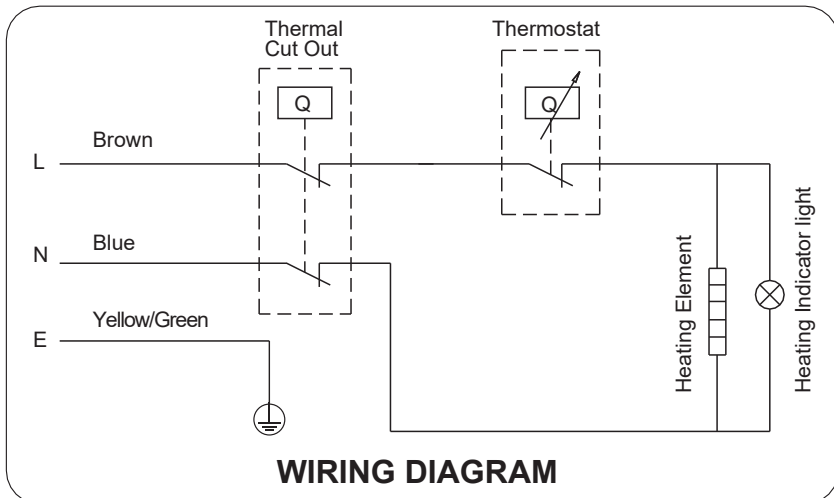 Thermal
Cut Out
Thermostat
Q
Q
L
Brown
N
Blue
E
Yellow/Green
Heating Element
Heating Indicator light
WIRING DIAGRAM